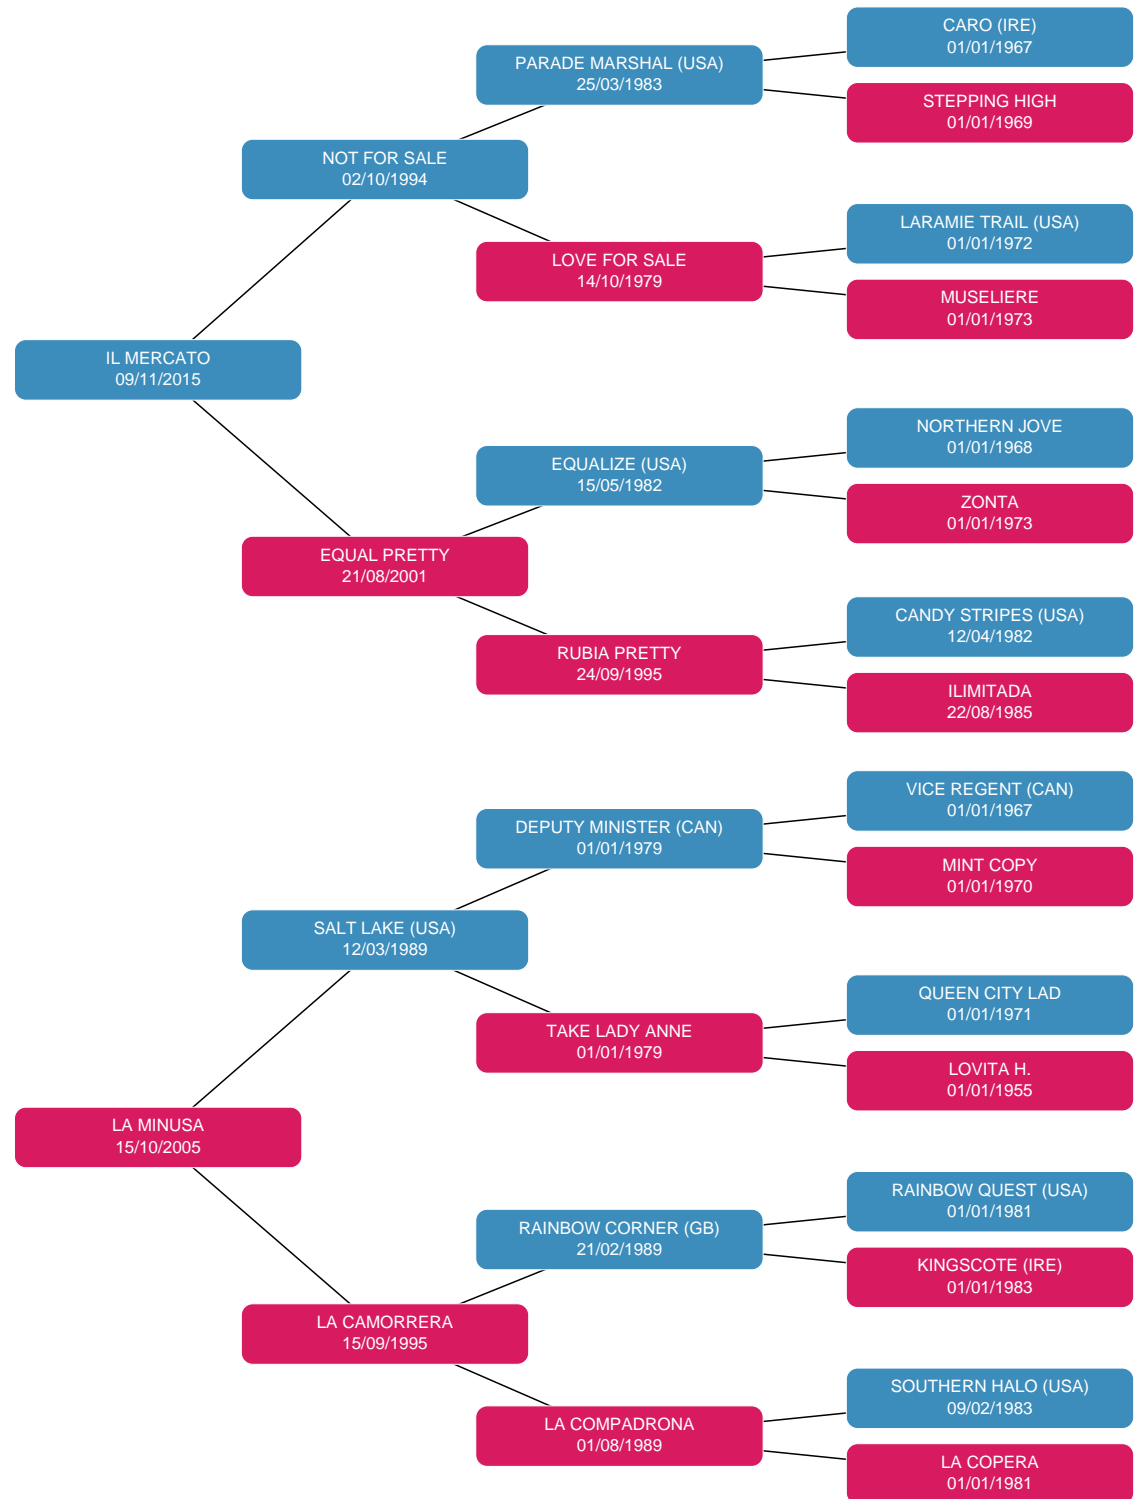 CARO (IRE)
01/01/1967
PARADE MARSHAL (USA)
25/03/1983
STEPPING HIGH
01/01/1969
NOT FOR SALE
02/10/1994
LARAMIE TRAIL (USA)
01/01/1972
LOVE FOR SALE
14/10/1979
MUSELIERE
01/01/1973
IL MERCATO
09/11/2015
NORTHERN JOVE
01/01/1968
EQUALIZE (USA)
15/05/1982
ZONTA
01/01/1973
EQUAL PRETTY
21/08/2001
CANDY STRIPES (USA)
12/04/1982
RUBIA PRETTY
24/09/1995
ILIMITADA
22/08/1985
VICE REGENT (CAN)
01/01/1967
DEPUTY MINISTER (CAN)
01/01/1979
MINT COPY
01/01/1970
SALT LAKE (USA)
12/03/1989
QUEEN CITY LAD
01/01/1971
TAKE LADY ANNE
01/01/1979
LOVITA H.
01/01/1955
LA MINUSA
15/10/2005
RAINBOW QUEST (USA)
01/01/1981
RAINBOW CORNER (GB)
21/02/1989
KINGSCOTE (IRE)
01/01/1983
LA CAMORRERA
15/09/1995
SOUTHERN HALO (USA)
09/02/1983
LA COMPADRONA
01/08/1989
LA COPERA
01/01/1981